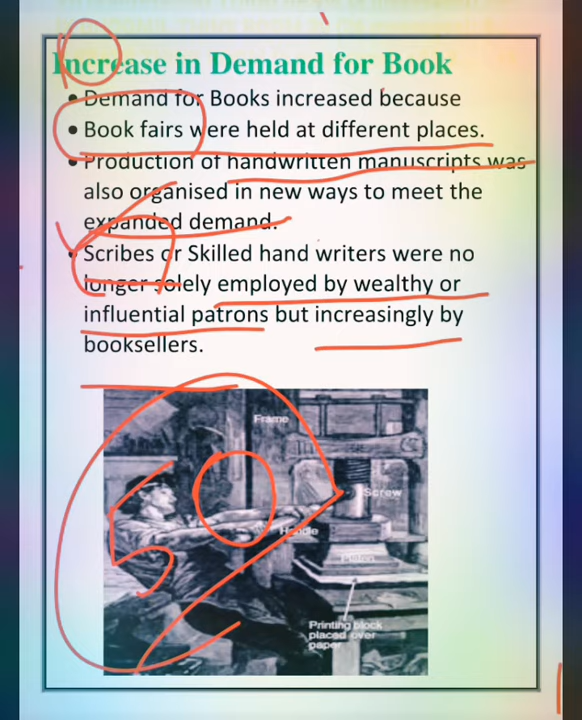 Increase in Demand for Book
• Demand for Books increased because
• Book fairs were held at different places.
• Production of handwritten manuscripts was
also organised in new ways to meet the
expanded demand.
• Scribes or Skilled hand writers were no
longer solely employed by wealthy or
influential patrons but increasingly by
booksellers.
Frame
Screw
Handle
Platen
Printing block
placed over
paper